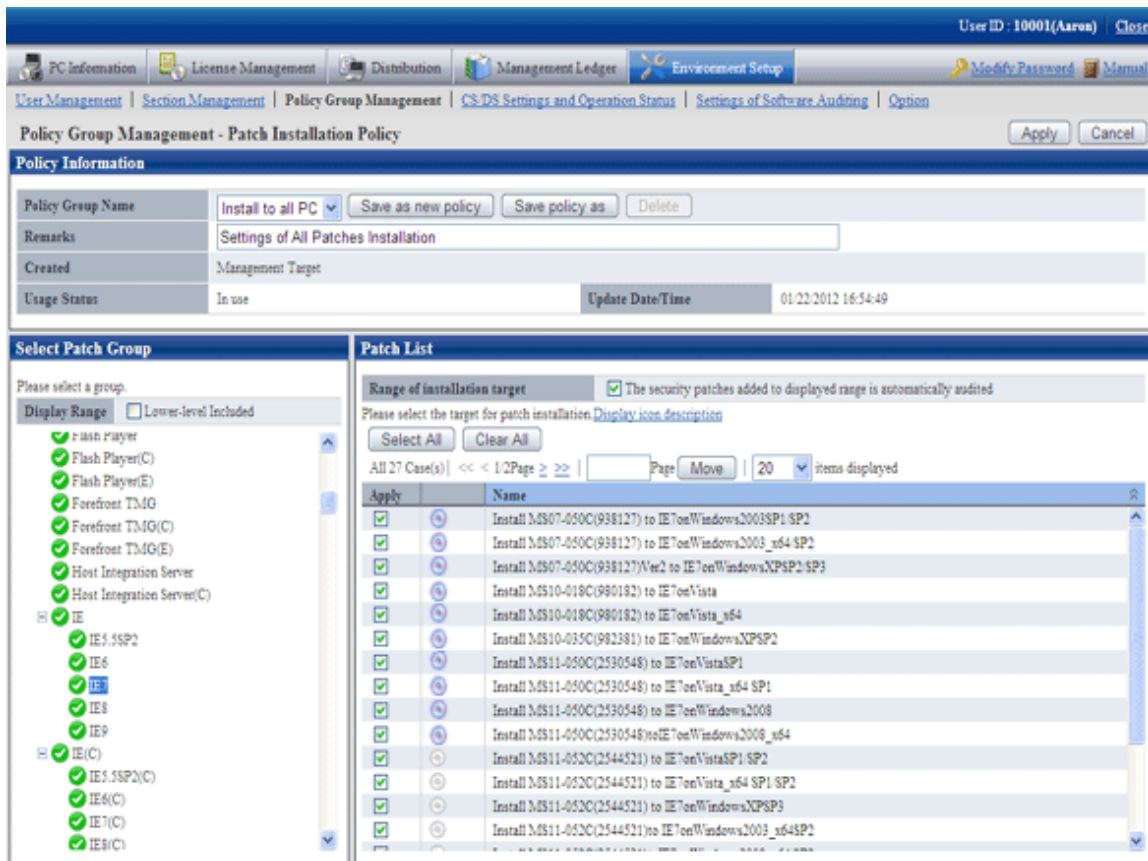 User ID : 10001(Aaron) Close
PC Information License Management Distribution Management Ledger Environment Setup Modify Password Manual
User Management | Section Management | Policy Group Management | CS/DS Settings and Operation Status | Settings of Software Auditing | Option
Policy Group Management - Patch Installation Policy Apply Cancel
Policy Information
Policy Group Name Install to all PC Save as new policy Save policy as Delete
Remarks Settings of All Patches Installation
Created Management Target
Usage Status In use Update Date/Time 01/22/2012 16:54:49
Select Patch Group
Please select a group.
Display Range Lower-level Included
Flash Player
Flash Player(C)
Flash Player(E)
Forefront TMG
Forefront TMG(C)
Forefront TMG(E)
Host Integration Server
Host Integration Server(C)
IE
IE5.5SP2
IE6
IE7
IE8
IE9
IE(C)
IE5.5SP2(C)
IE6(C)
IE7(C)
IE8(C)
Patch List
Range of installation target The security patches added to displayed range is automatically audited
Please select the target for patch installation.Display icon description
Select All Clear All
All 27 Case(s) | << < 1/2Page > >> | Page Move | 20 items displayed
Apply Name
Install MS07-050C(938127) to IE7onWindows2003SP1/SP2
Install MS07-050C(938127) to IE7onWindows2003_x64/SP2
Install MS07-050C(938127)Ver2 to IE7onWindowsXPSP2/SP3
Install MS10-018C(980182) to IE7onVista
Install MS10-018C(980182) to IE7onVista_x64
Install MS10-035C(982381) to IE7onWindowsXPSP2
Install MS11-050C(2530548) to IE7onVistaSP1
Install MS11-050C(2530548) to IE7onVista_x64 SP1
Install MS11-050C(2530548) to IE7onWindows2008
Install MS11-050C(2530548)toIE7onWindows2008_x64
Install MS11-052C(2544521) to IE7onVistaSP1/SP2
Install MS11-052C(2544521) to IE7onVista_x64 SP1/SP2
Install MS11-052C(2544521) to IE7onWindowsXPSP3
Install MS11-052C(2544521)to IE7onWindows2003_x64SP2